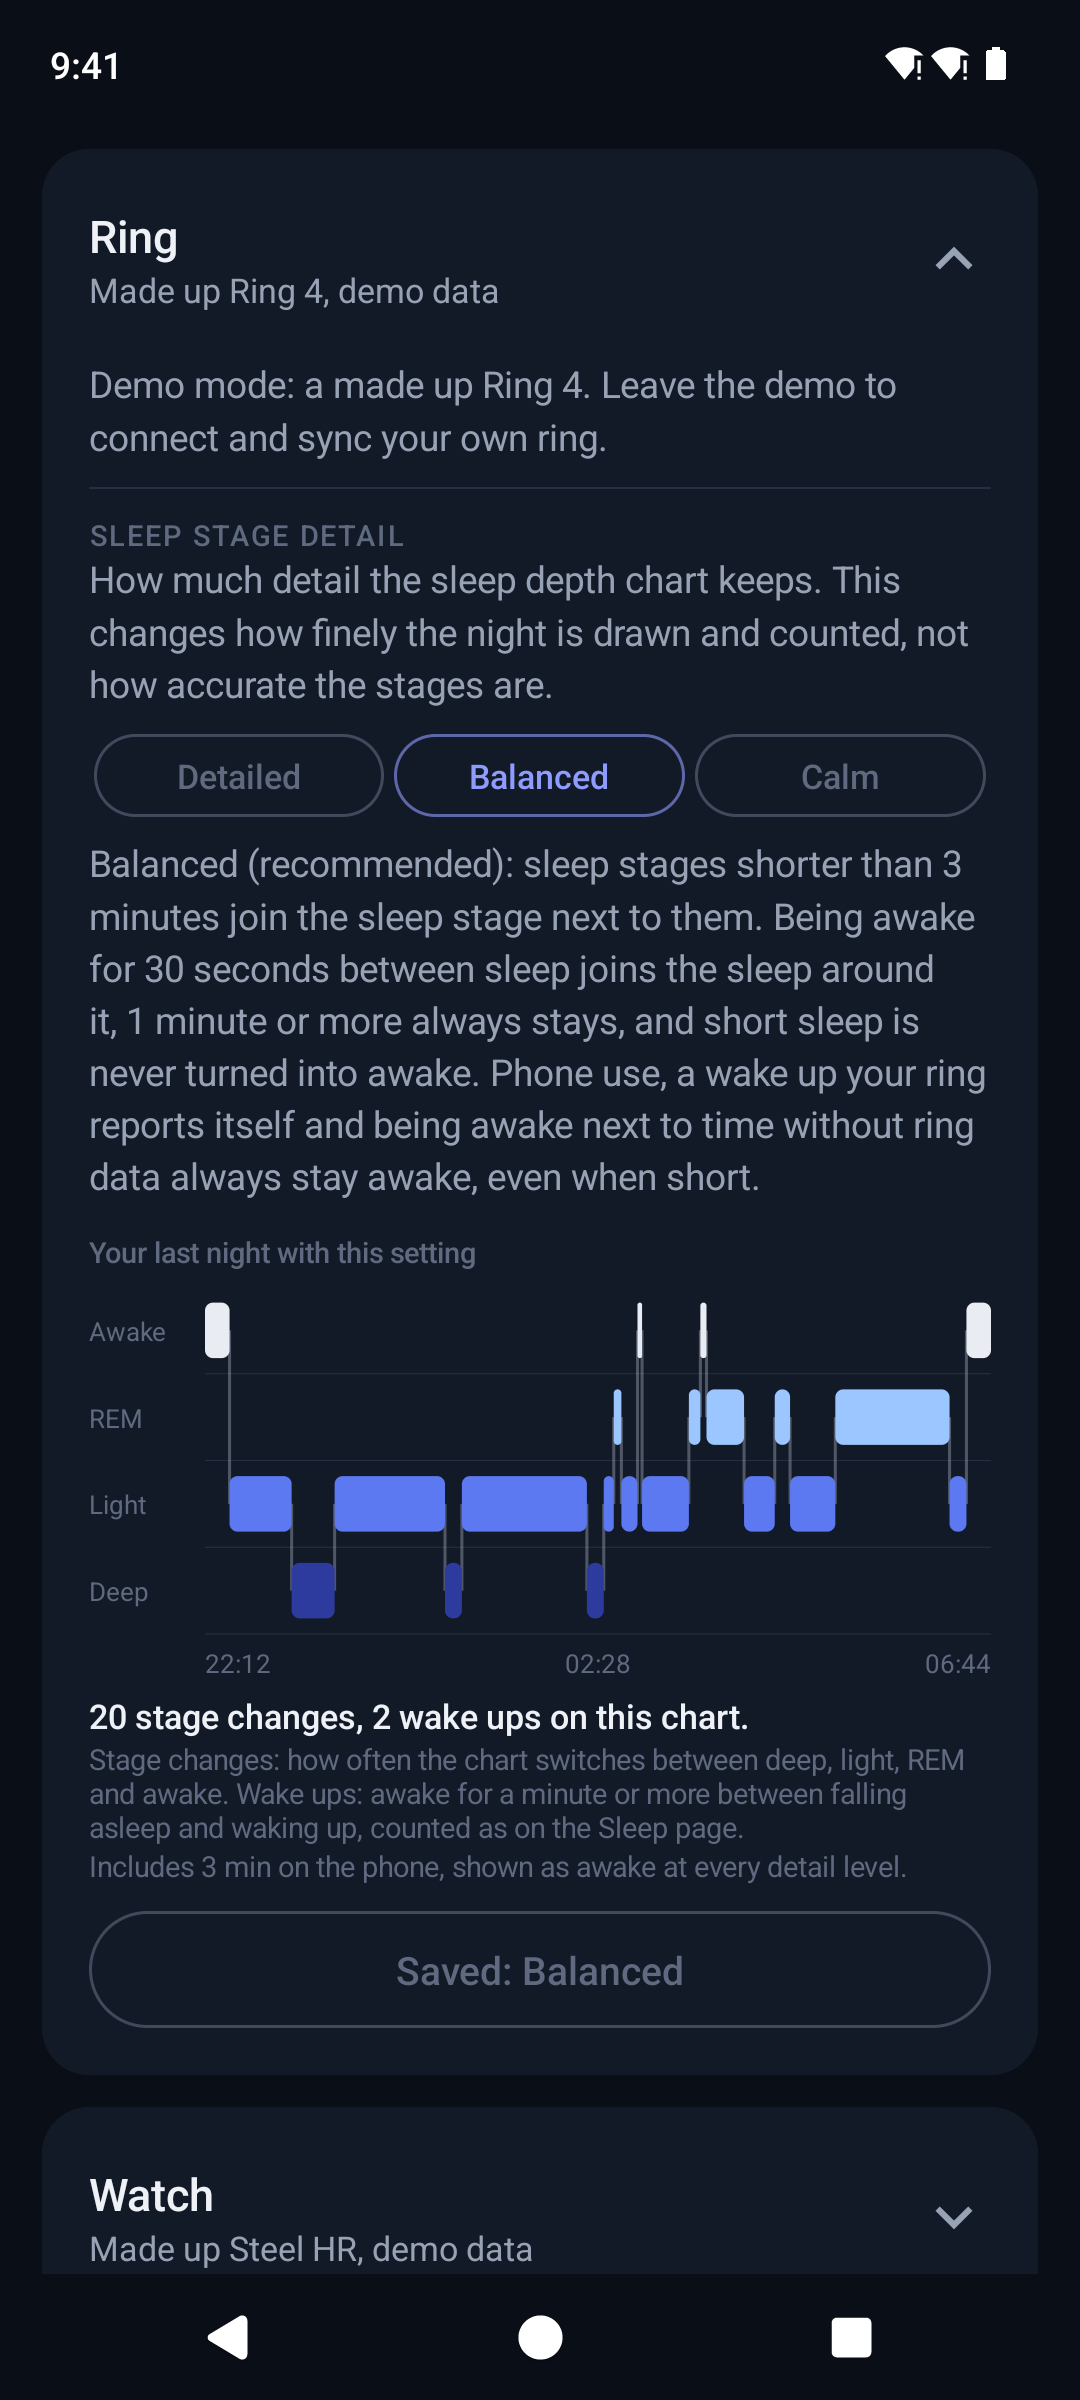 9:41
Ring
Made up Ring 4, demo data
Demo mode: a made up Ring 4. Leave the demo to
connect and sync your own ring.
SLEEP STAGE DETAIL
How much detail the sleep depth chart keeps. This
changes how finely the night is drawn and counted, not
how accurate the stages are.
Detailed
Balanced
Calm
Balanced (recommended): sleep stages shorter than 3
minutes join the sleep stage next to them. Being awake
for 30 seconds between sleep joins the sleep around
it, 1 minute or more always stays, and short sleep is
never turned into awake. Phone use, a wake up your ring
reports itself and being awake next to time without ring
data always stay awake, even when short.
Your last night with this setting
Awake
REM
Light
Deep
22:12 02:28 06:44
20 stage changes, 2 wake ups on this chart.
Stage changes: how often the chart switches between deep, light, REM
and awake. Wake ups: awake for a minute or more between falling
asleep and waking up, counted as on the Sleep page.
Includes 3 min on the phone, shown as awake at every detail level.
Saved: Balanced
Watch
Made up Steel HR, demo data